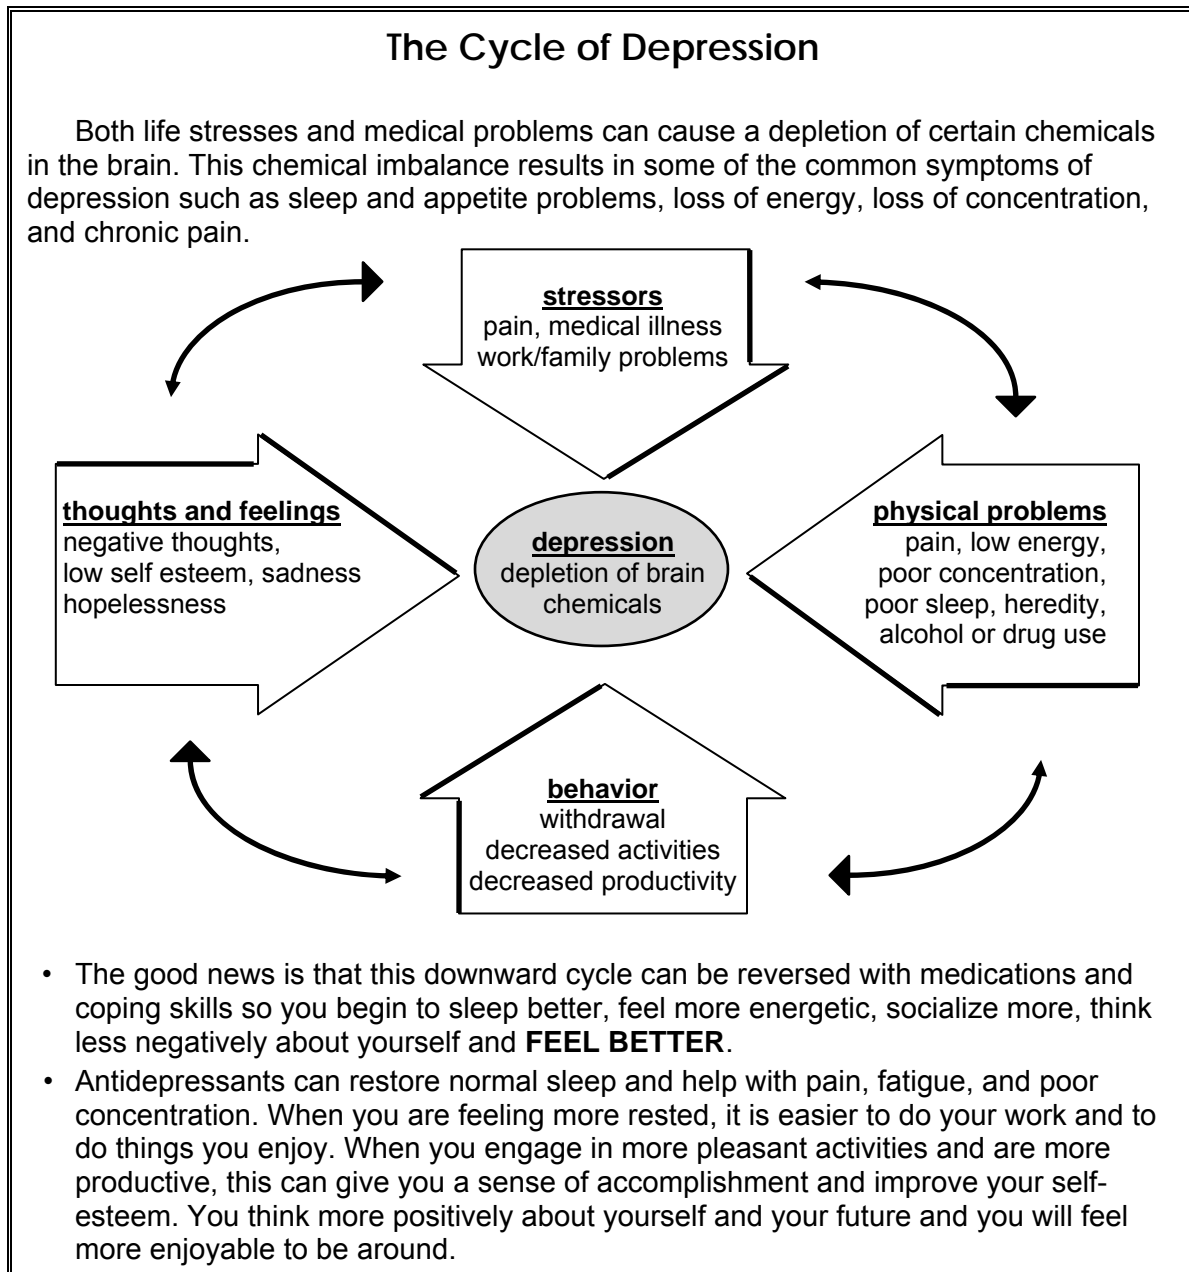 The Cycle of Depression
Both life stresses and medical problems can cause a depletion of certain chemicals
in the brain. This chemical imbalance results in some of the common symptoms of
depression such as sleep and appetite problems, loss of energy, loss of concentration,
and chronic pain.
stressors
pain, medical illness
work/family problems
thoughts and feelings
negative thoughts,
low self esteem, sadness
hopelessness
depression
depletion of brain
chemicals
physical problems
pain, low energy,
poor concentration,
poor sleep, heredity,
alcohol or drug use
behavior
withdrawal
decreased activities
decreased productivity
• The good news is that this downward cycle can be reversed with medications and
coping skills so you begin to sleep better, feel more energetic, socialize more, think
less negatively about yourself and FEEL BETTER.
• Antidepressants can restore normal sleep and help with pain, fatigue, and poor
concentration. When you are feeling more rested, it is easier to do your work and to
do things you enjoy. When you engage in more pleasant activities and are more
productive, this can give you a sense of accomplishment and improve your self-
esteem. You think more positively about yourself and your future and you will feel
more enjoyable to be around.